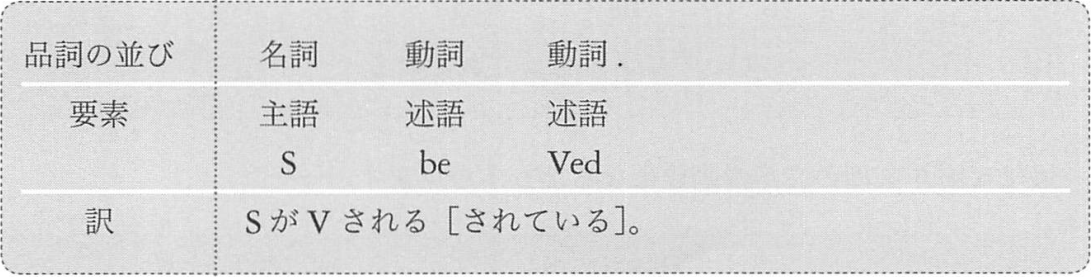 品詞の並び 名詞 動詞 動詞．
要素 主語 述語 述語
S be Ved
訳 S が V される［されている］。